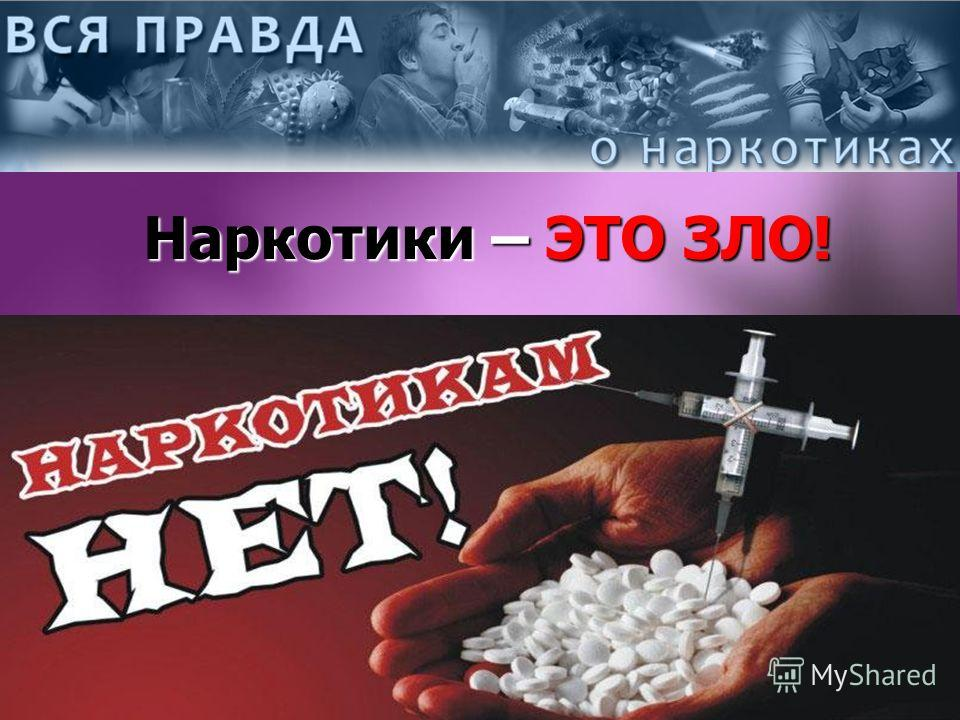 ВСЯ ПРАВДА
о наркотиках
Наркотики – ЭТО ЗЛО!
НАРКОТИКАМ
НЕТ!
MyShared